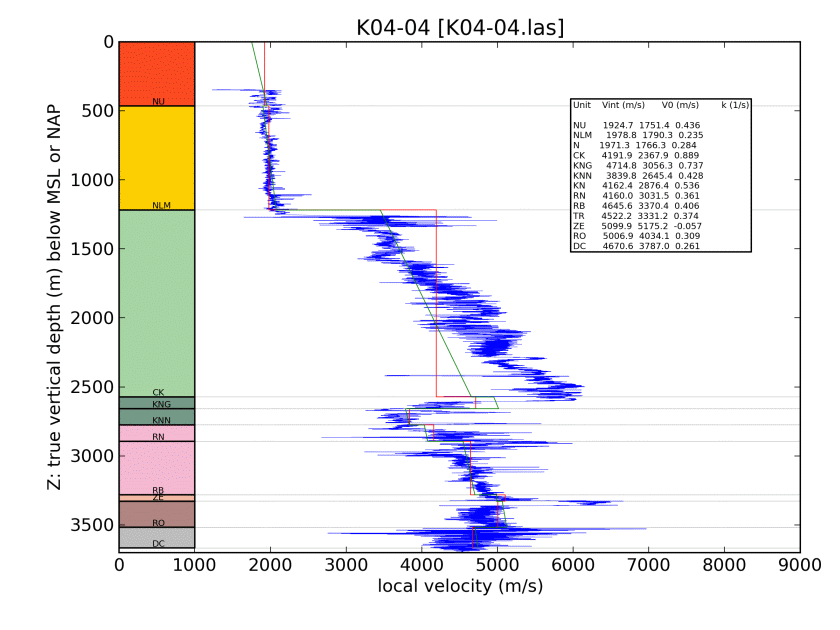 K04-04 [K04-04.las]
0
500
1000
1500
2000
2500
3000
3500
Z: true vertical depth (m) below MSL or NAP
NU
NLM
CK
KNG
KNN
RN
RB
ZE
RO
DC
Unit Vint (m/s) V0 (m/s) k (1/s)
NU 1924.7 1751.4 0.436
NLM 1978.8 1790.3 0.235
N 1971.3 1766.3 0.284
CK 4191.9 2367.9 0.889
KNG 4714.8 3056.3 0.737
KNN 3839.8 2645.4 0.428
KN 4162.4 2876.4 0.536
RN 4160.0 3031.5 0.361
RB 4645.6 3370.4 0.406
TR 4522.2 3331.2 0.374
ZE 5099.9 5175.2 -0.057
RO 5006.9 4034.1 0.309
DC 4670.6 3787.0 0.261
0 1000 2000 3000 4000 5000 6000 7000 8000 9000
local velocity (m/s)